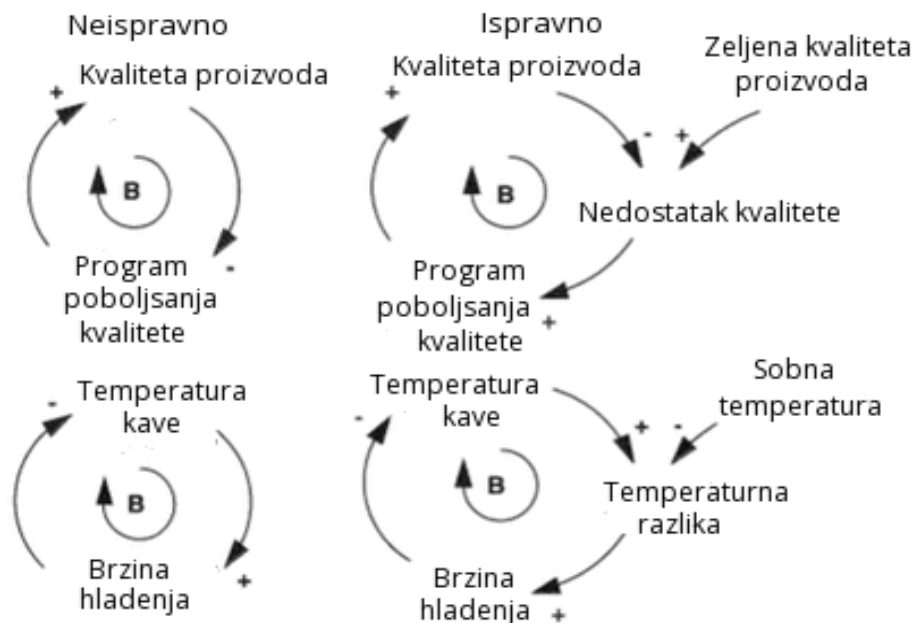 Neispravno
Kvaliteta proizvoda
+
B
-
Program
poboljsanja
kvalitete
Ispravno
Kvaliteta proizvoda
+
Zeljena kvaliteta
proizvoda
- +
B
Nedostatak kvalitete
Program
poboljsanja +
kvalitete
Temperatura
kave
-
B
+
Brzina
hladenja
Temperatura
kave
-
Sobna
temperatura
+ -
B
Temperaturna
razlika
Brzina
hladenja +